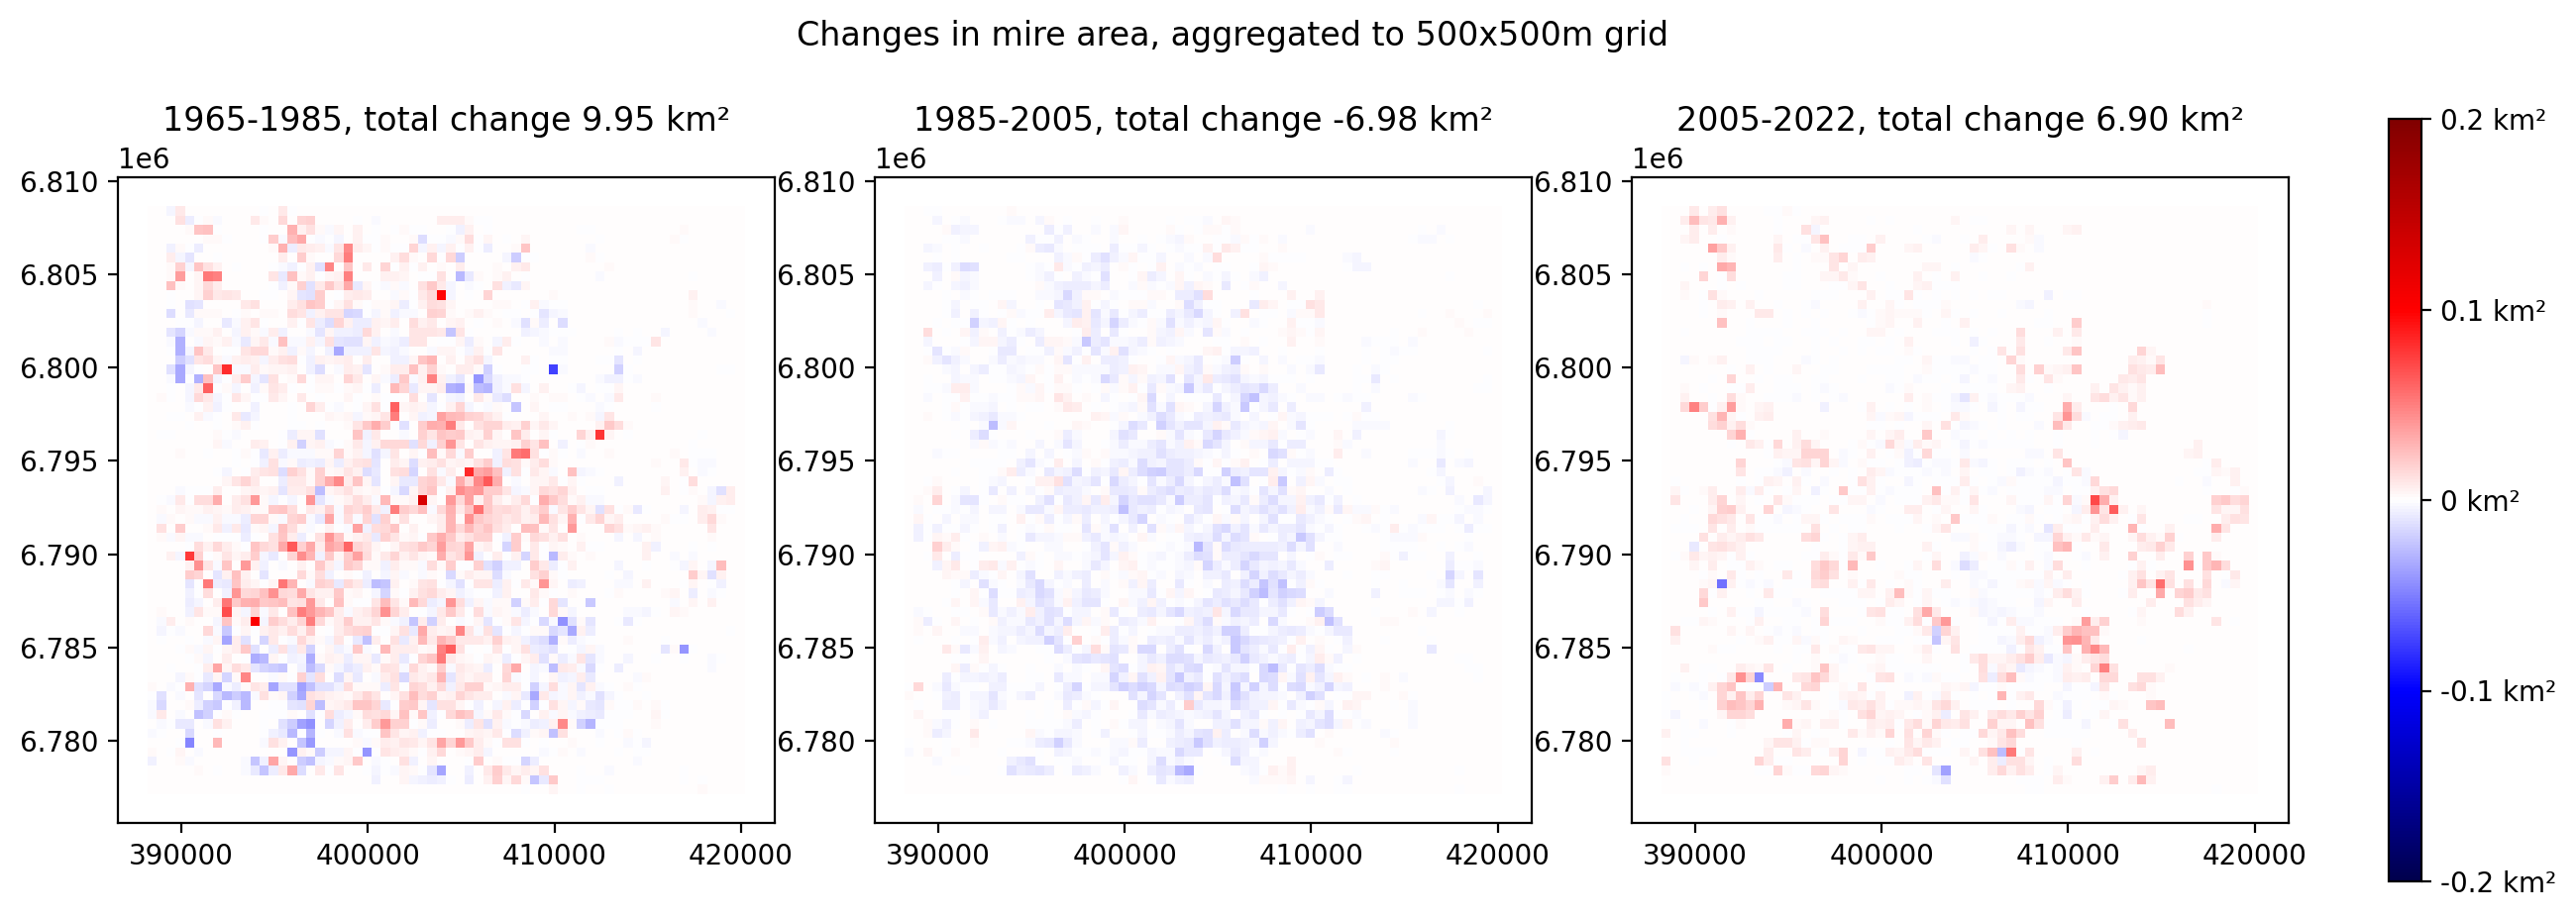 Changes in mire area, aggregated to 500x500m grid
1965-1985, total change 9.95 km²
1e6
6.810
6.805
6.800
6.795
6.790
6.785
6.780
390000
400000
410000
420000
1985-2005, total change -6.98 km²
1e6
6.810
6.805
6.800
6.795
6.790
6.785
6.780
390000
400000
410000
420000
2005-2022, total change 6.90 km²
1e6
6.810
6.805
6.800
6.795
6.790
6.785
6.780
390000
400000
410000
420000
0.2 km²
0.1 km²
0 km²
-0.1 km²
-0.2 km²